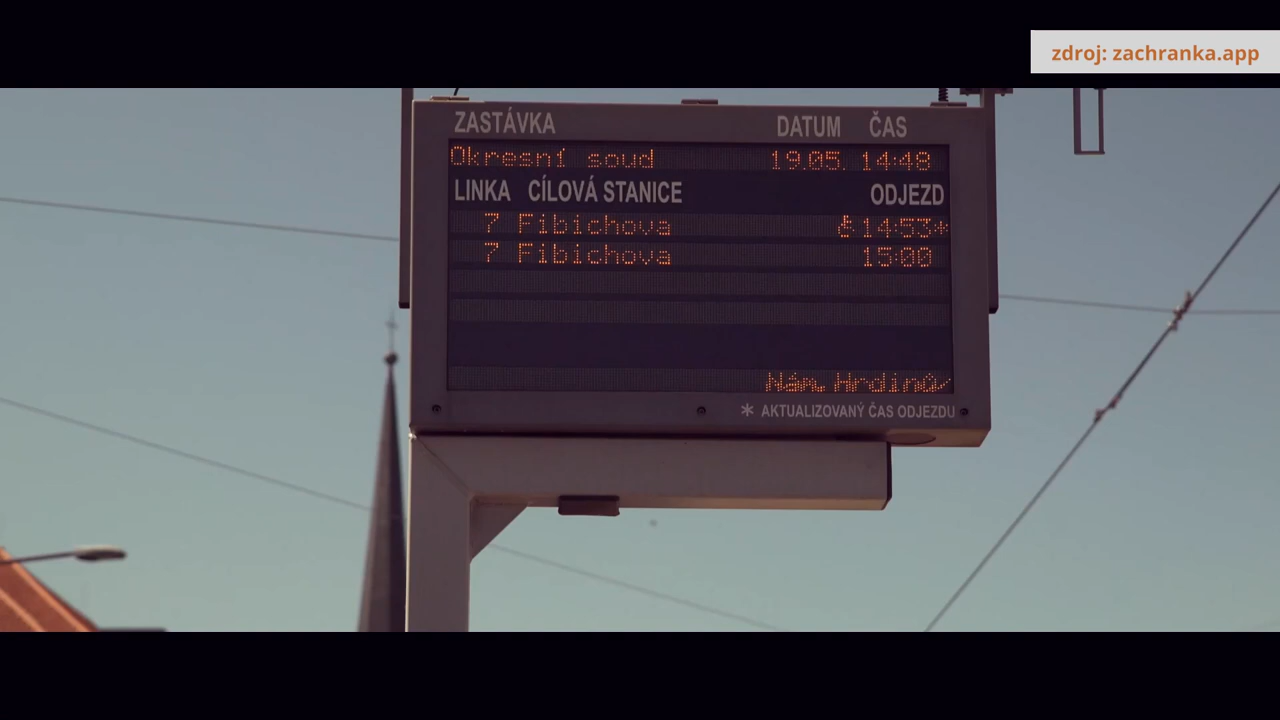 zdroj: zachranka.app
ZASTÁVKA DATUM ČAS
Okresní soud 19.05. 14:48
LINKA CÍLOVÁ STANICE ODJEZD
7 Fibichova 14:53*
7 Fibichova 15:00
Nám. Hrdinů
* AKTUALIZOVANÝ ČAS ODJEZDU